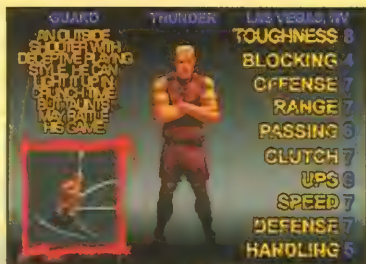 GUARD THUNDER LAS VEGAS, NV
AN OUTSIDE
SHOOTER WITH
DECEPTIVE PLAYING
STYLE. HE CAN
LIGHT IT UP IN
CRUNCH TIME
BUT TAUNTS
MAY RATTLE
HIS GAME
TOUGHNESS 8
BLOCKING 4
OFFENSE 7
RANGE 7
PASSING
CLUTCH 7
UPS
SPEED 7
DEFENSE 7
HANDLING